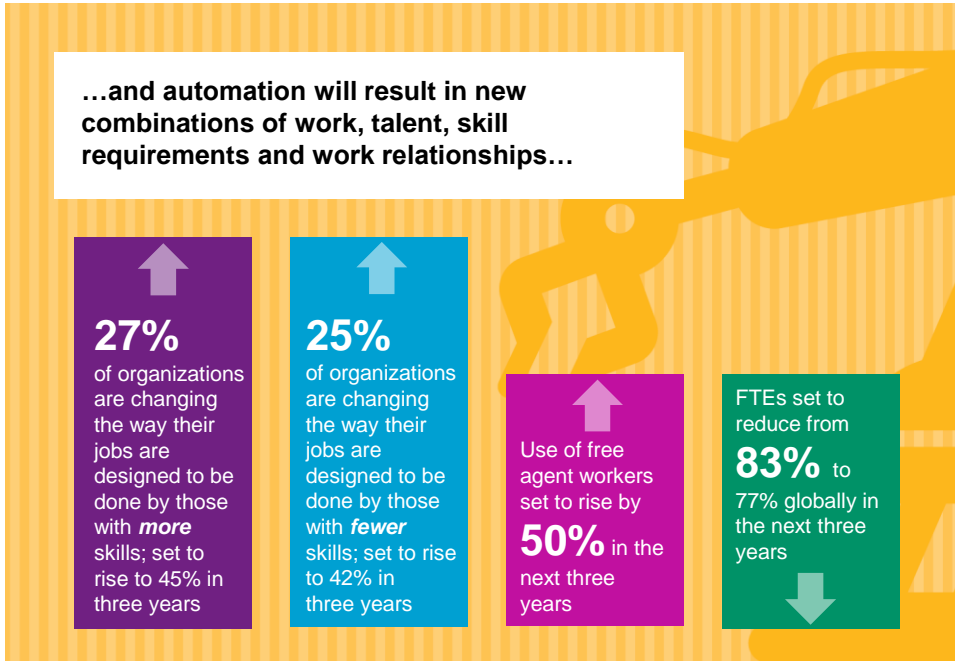 …and automation will result in new
combinations of work, talent, skill
requirements and work relationships…
27%
of organizations
are changing
the way their
jobs are
designed to be
done by those
with more
skills; set to
rise to 45% in
three years
25%
of organizations
are changing
the way their
jobs are
designed to be
done by those
with fewer
skills; set to rise
to 42% in
three years
Use of free
agent workers
set to rise by
50% in the
next three
years
FTEs set to
reduce from
83% to
77% globally in
the next three
years